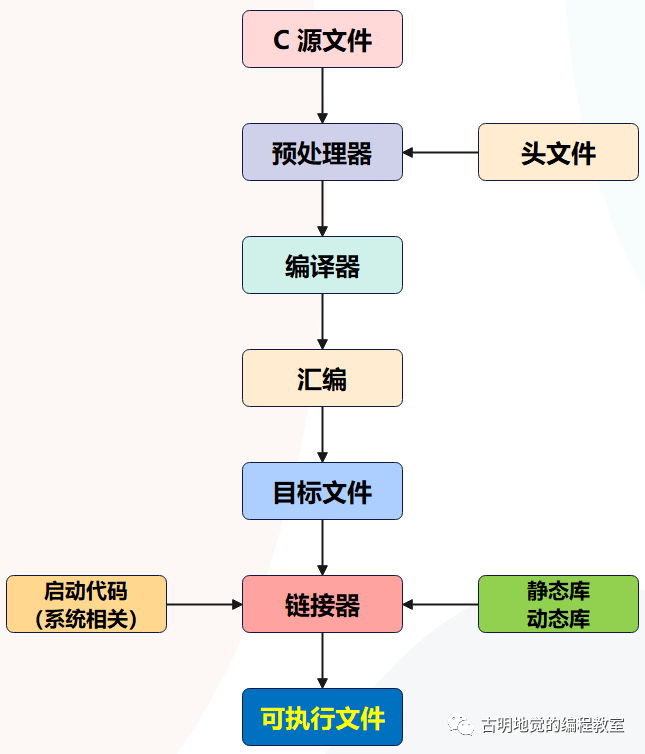 C 源文件
预处理器
头文件
编译器
汇编
目标文件
启动代码
（系统相关）
链接器
静态库
动态库
可执行文件
古明地觉的编程教室